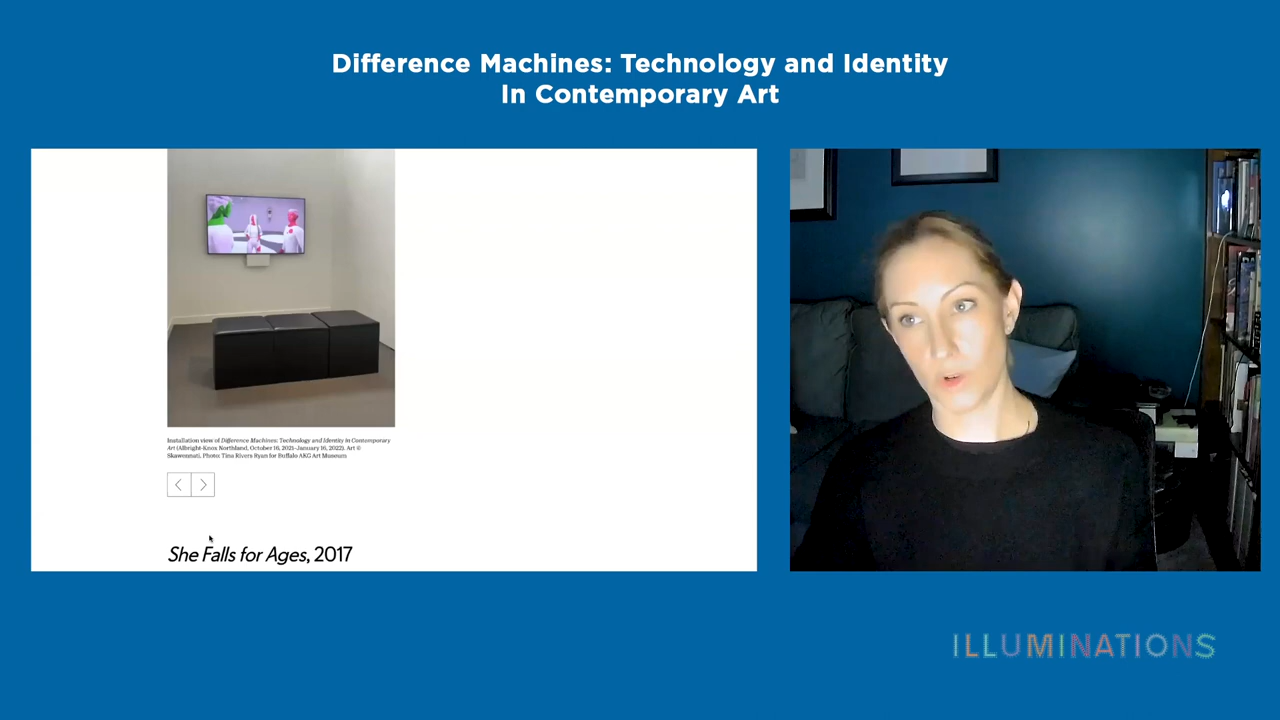 Difference Machines: Technology and Identity
In Contemporary Art
Installation view of Difference Machines: Technology and Identity in Contemporary
Art (Albright-Knox Northland, October 16, 2021–January 16, 2022). Art ©
Skawennati. Photo: Tina Rivers Ryan for Buffalo AKG Art Museum
She Falls for Ages, 2017
ILLUMINATIONS